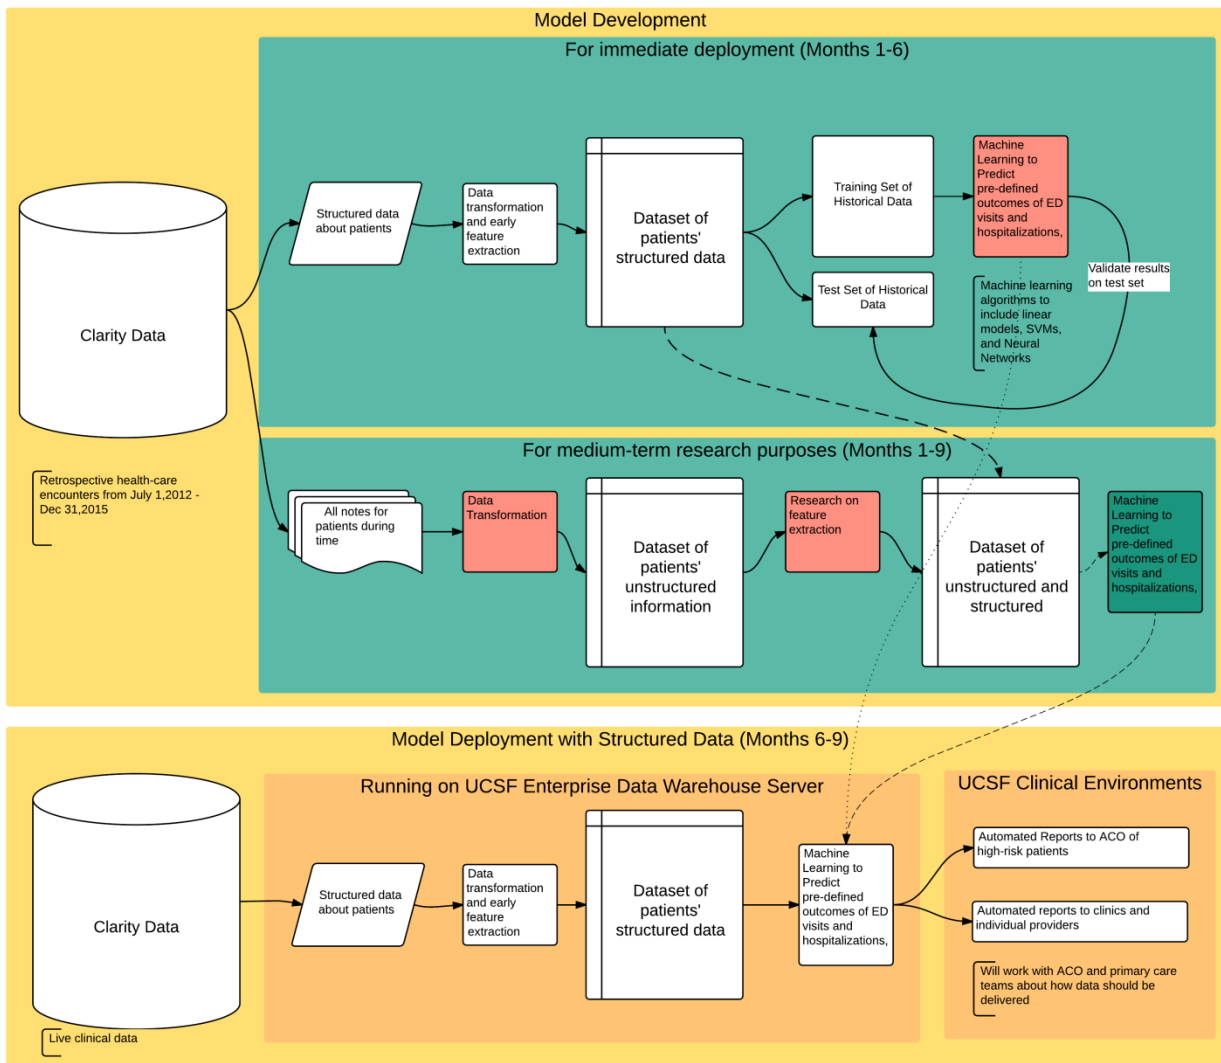 Model Development
For immediate deployment (Months 1-6)
Clarity Data
Retrospective health-care
encounters from July 1,2012 -
Dec 31,2015
Structured data
about patients
Data
transformation
and early
feature
extraction
Dataset of
patients'
structured data
Training Set of
Historical Data
Test Set of Historical
Data
Machine
Learning to
Predict
pre-defined
outcomes of ED
visits and
hospitalizations,
Validate results
on test set
Machine learning
algorithms to
include linear
models, SVMs,
and Neural
Networks
For medium-term research purposes (Months 1-9)
All notes for
patients during
time
Data
Transformation
Dataset of
patients'
unstructured
information
Research on
feature
extraction
Dataset of
patients'
unstructured and
structured
Machine
Learning to
Predict
pre-defined
outcomes of ED
visits and
hospitalizations,
Model Deployment with Structured Data (Months 6-9)
Clarity Data
Live clinical data
Running on UCSF Enterprise Data Warehouse Server
Structured data
about patients
Data
transformation
and early
feature
extraction
Dataset of
patients'
structured data
Machine
Learning to
Predict
pre-defined
outcomes of ED
visits and
hospitalizations,
UCSF Clinical Environments
Automated Reports to ACO of
high-risk patients
Automated reports to clinics and
individual providers
Will work with ACO and primary care
teams about how data should be
delivered